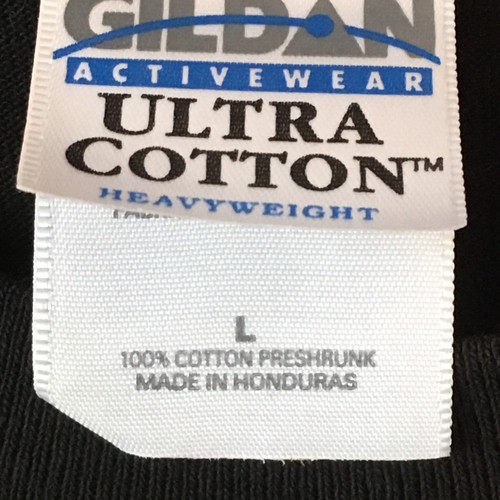 GILDAN
ACTIVEWEAR
ULTRA
COTTON™
HEAVYWEIGHT
L
100% COTTON PRESHRUNK
MADE IN HONDURAS